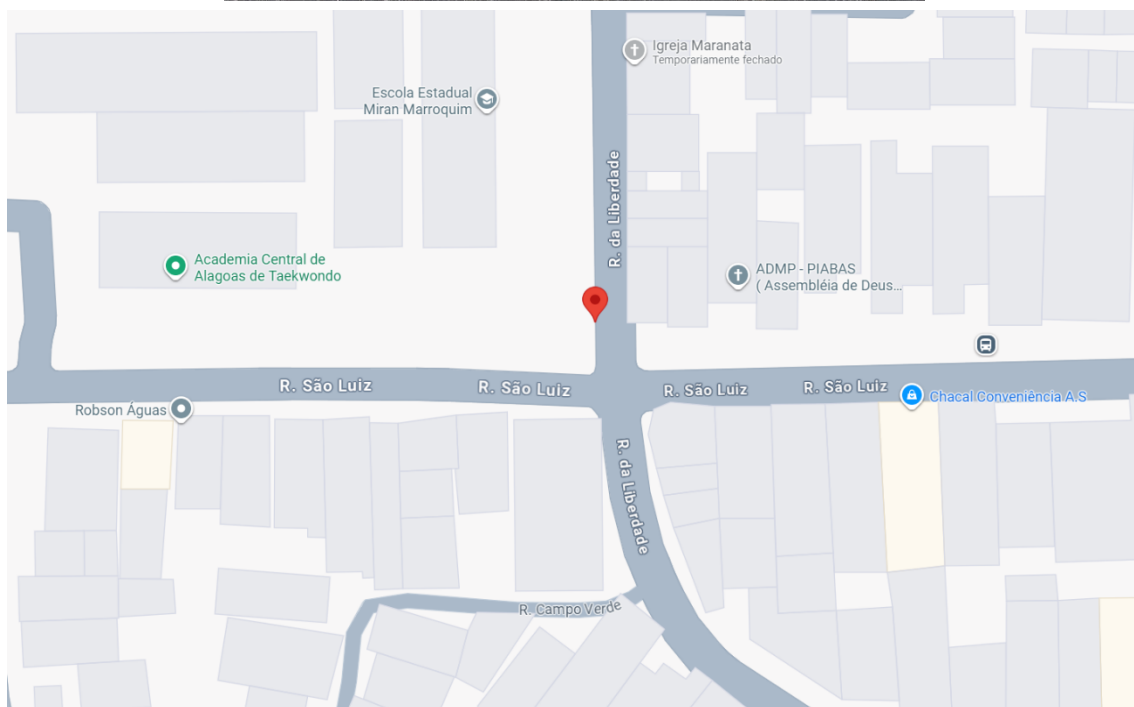 Igreja Maranata
Temporariamente fechado
Escola Estadual
Miran Marroquim
R. da Liberdade
Academia Central de
Alagoas de Taekwondo
ADMP - PIABAS
( Assembléia de Deus...
R. São Luiz
R. São Luiz
R. São Luiz
R. São Luiz
Chacal Conveniência A.S
Robson Águas
R. da Liberdade
R. Campo Verde